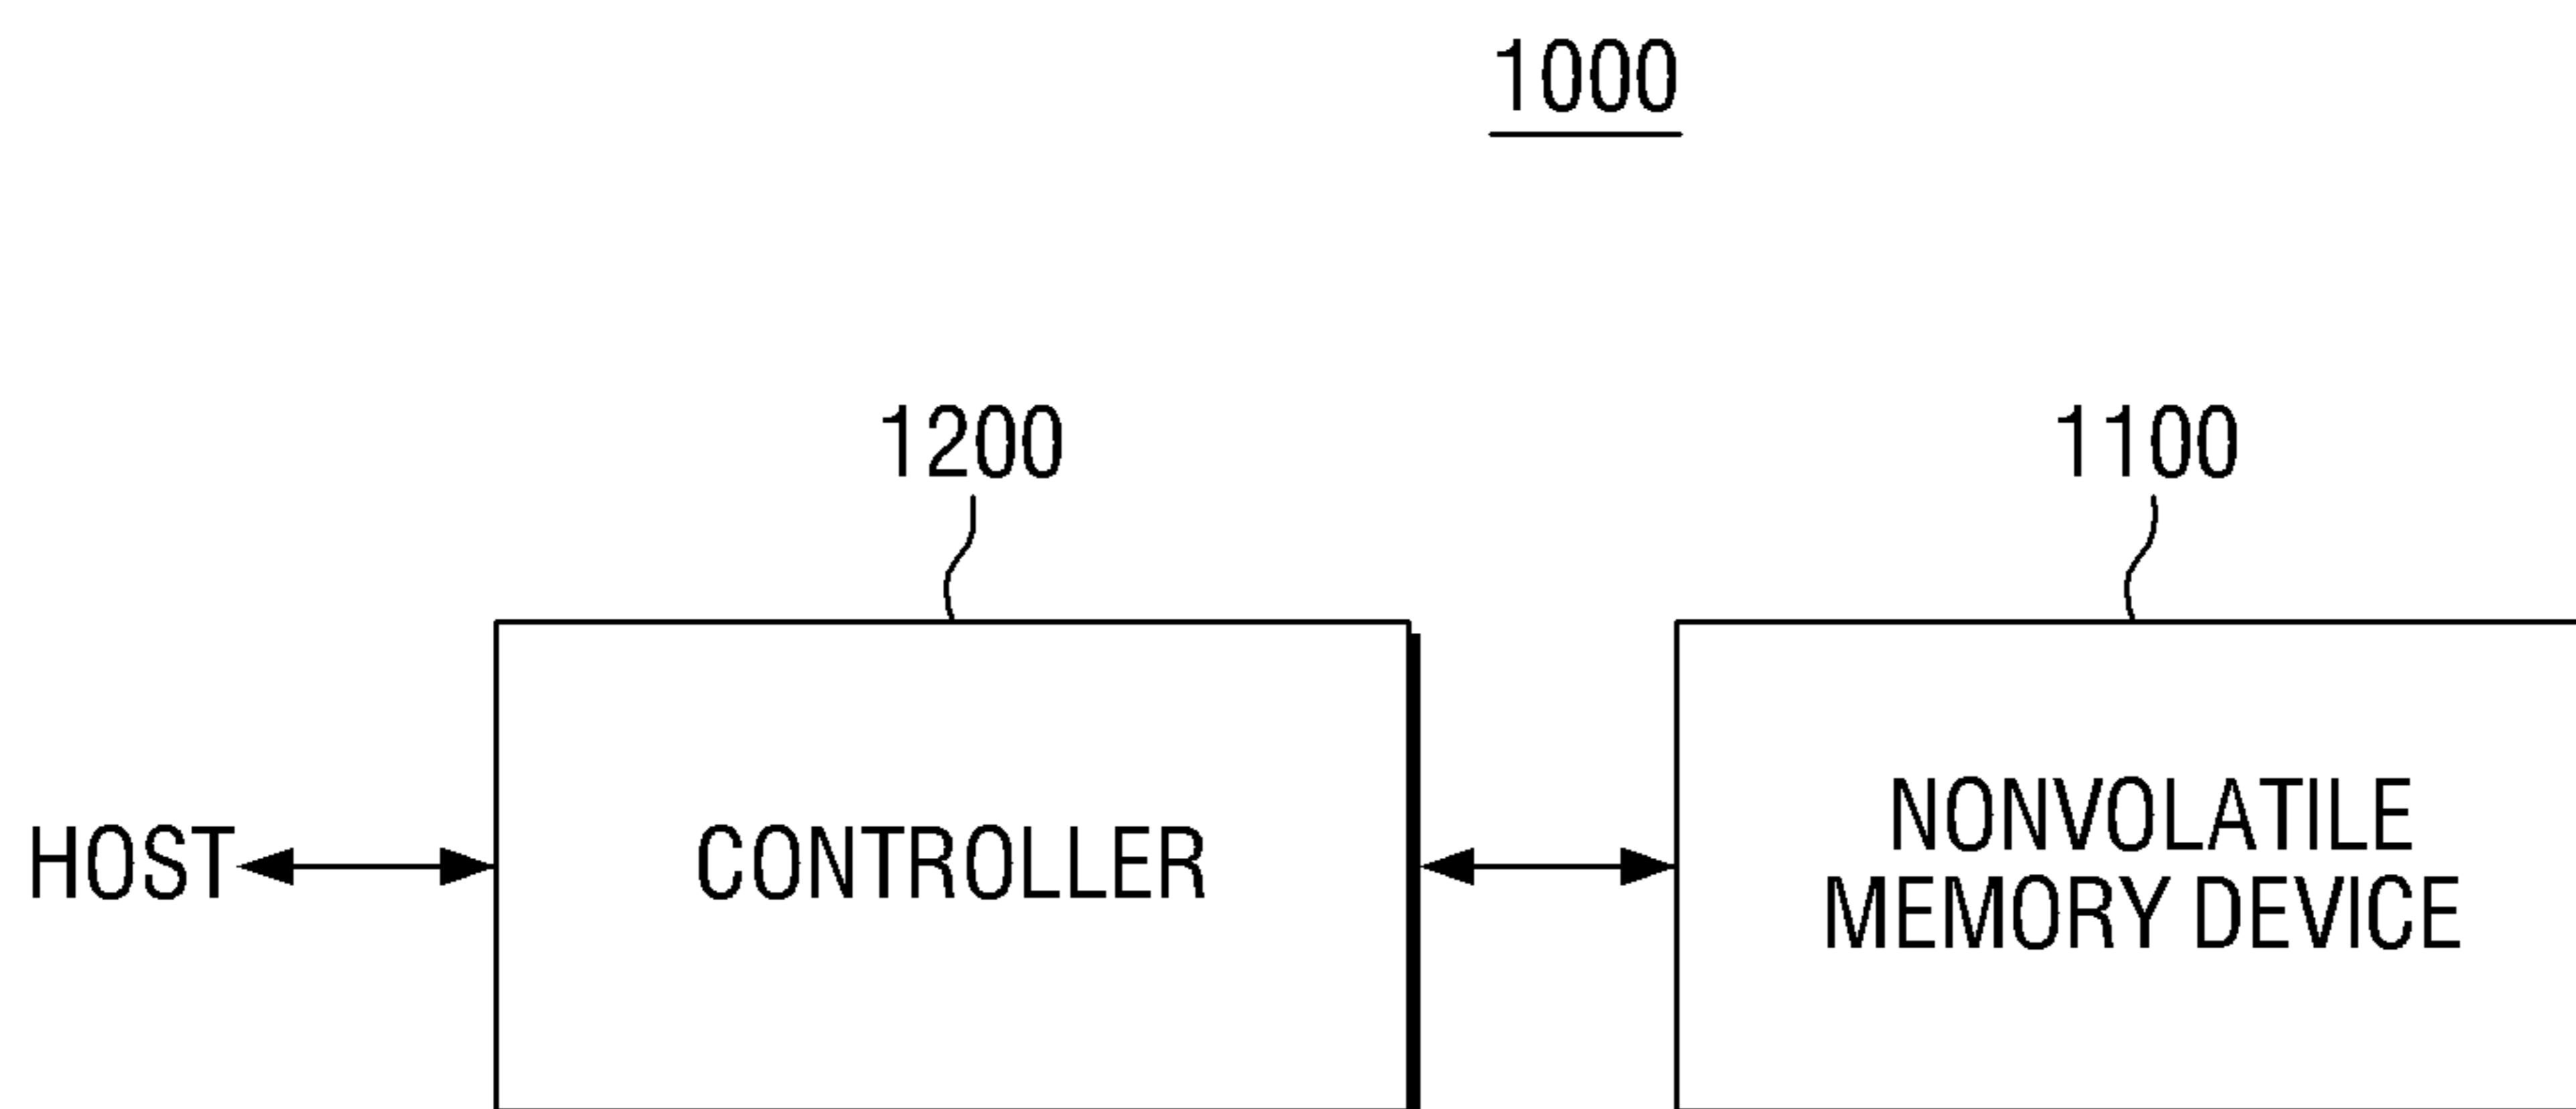 1000
1200
1100
HOST
CONTROLLER
NONVOLATILE
MEMORY DEVICE